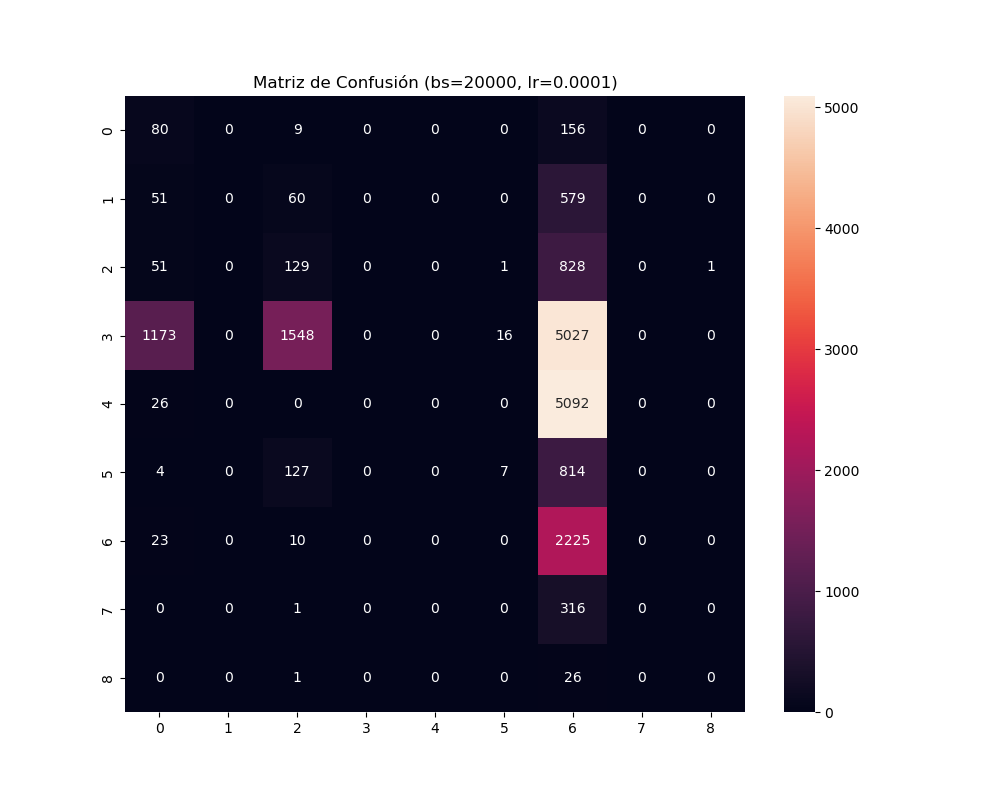 Matriz de Confusión (bs=20000, lr=0.0001)
0 80 0 9 0 0 0 156 0 0
1 51 0 60 0 0 0 579 0 0
2 51 0 129 0 0 1 828 0 1
3 1173 0 1548 0 0 16 5027 0 0
4 26 0 0 0 0 0 5092 0 0
5 4 0 127 0 0 7 814 0 0
6 23 0 10 0 0 0 2225 0 0
7 0 0 1 0 0 0 316 0 0
8 0 0 1 0 0 0 26 0 0
0 1 2 3 4 5 6 7 8
5000
4000
3000
2000
1000
0